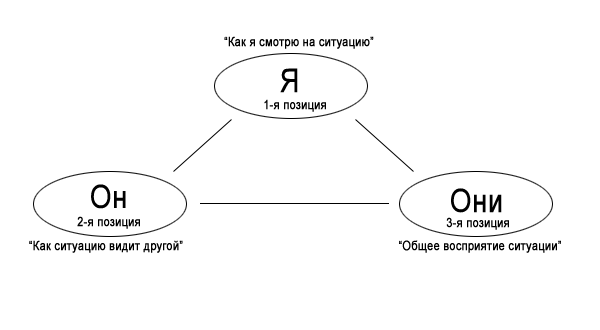 “Как я смотрю на ситуацию”
Я
1-я позиция
Он
2-я позиция
“Как ситуацию видит другой”
Они
3-я позиция
“Общее восприятие ситуации”